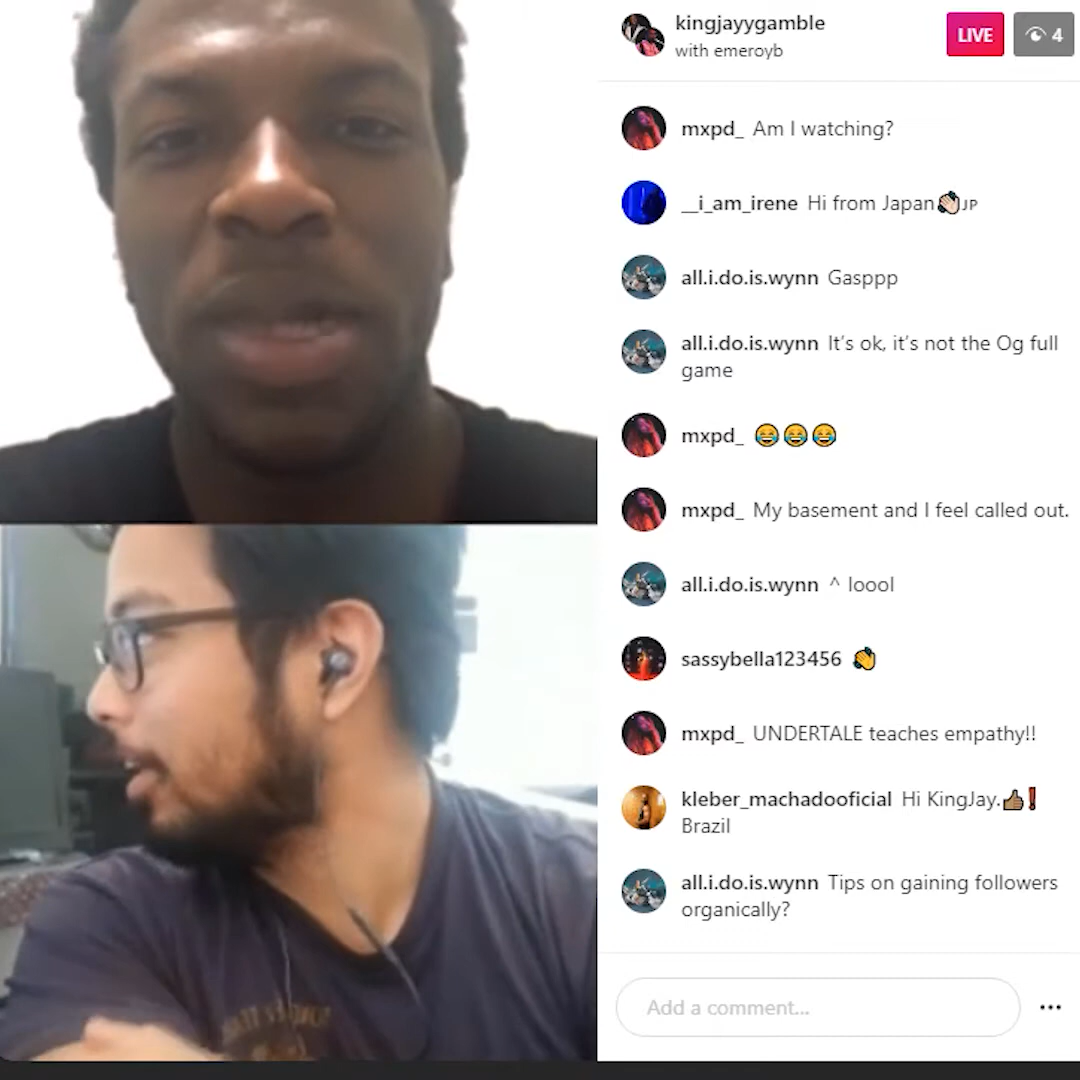 kingjayygamble
with emeroyb
LIVE
4
mxpd_ Am I watching?
__i_am_irene Hi from Japan👏🏻JP
all.i.do.is.wynn Gasppp
all.i.do.is.wynn It's ok, it's not the Og full
game
mxpd_ 😂😂😂
mxpd_ My basement and I feel called out.
all.i.do.is.wynn ^ loool
sassybella123456 👏
mxpd_ UNDERTALE teaches empathy!!
kleber_machadooficial Hi KingJay.👍🏽❗
Brazil
all.i.do.is.wynn Tips on gaining followers
organically?
Add a comment...